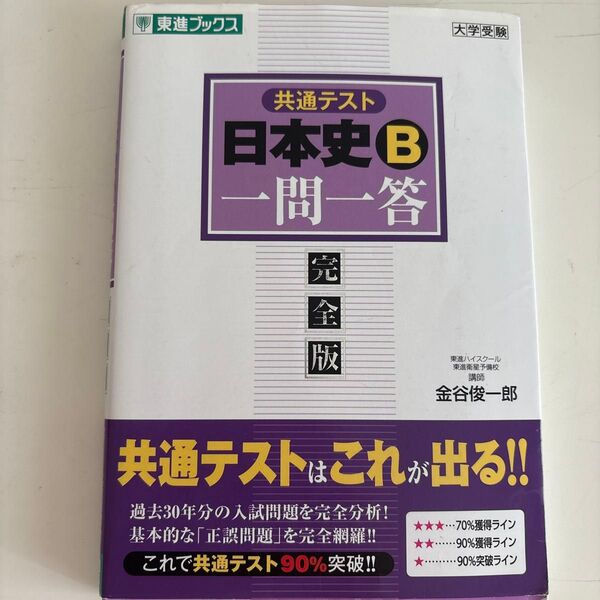 東進ブックス
大学受験
共通テスト
日本史B
一問一答
完全版
東進ハイスクール
東進衛星予備校
講師
金谷俊一郎
共通テストはこれが出る!!
過去30年分の入試問題を完全分析!
基本的な「正誤問題」を完全網羅!!
これで共通テスト90%突破!!
★★★…70%獲得ライン
★★……90%獲得ライン
★………90%突破ライン